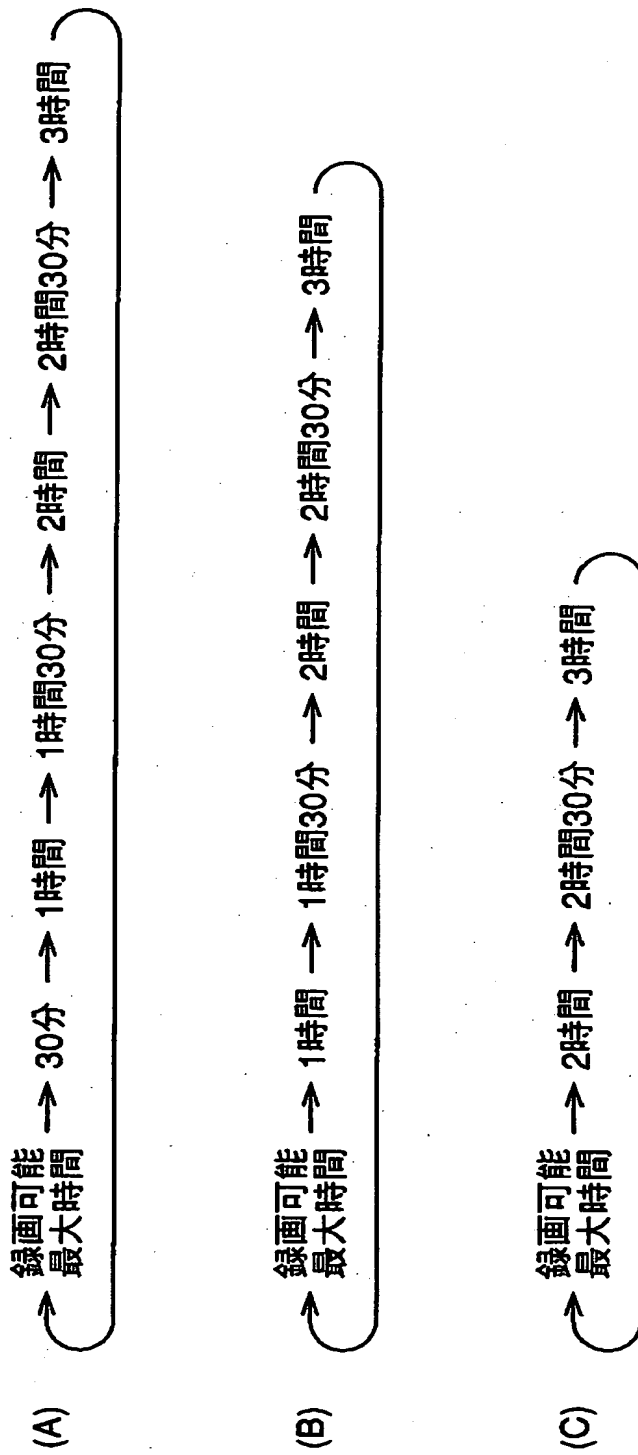 (A)
録画可能
最大時間 → 30分 → 1時間 → 1時間30分 → 2時間 → 2時間30分 → 3時間
(B)
録画可能
最大時間 → 1時間 → 1時間30分 → 2時間 → 2時間30分 → 3時間
(C)
録画可能
最大時間 → 2時間 → 2時間30分 → 3時間